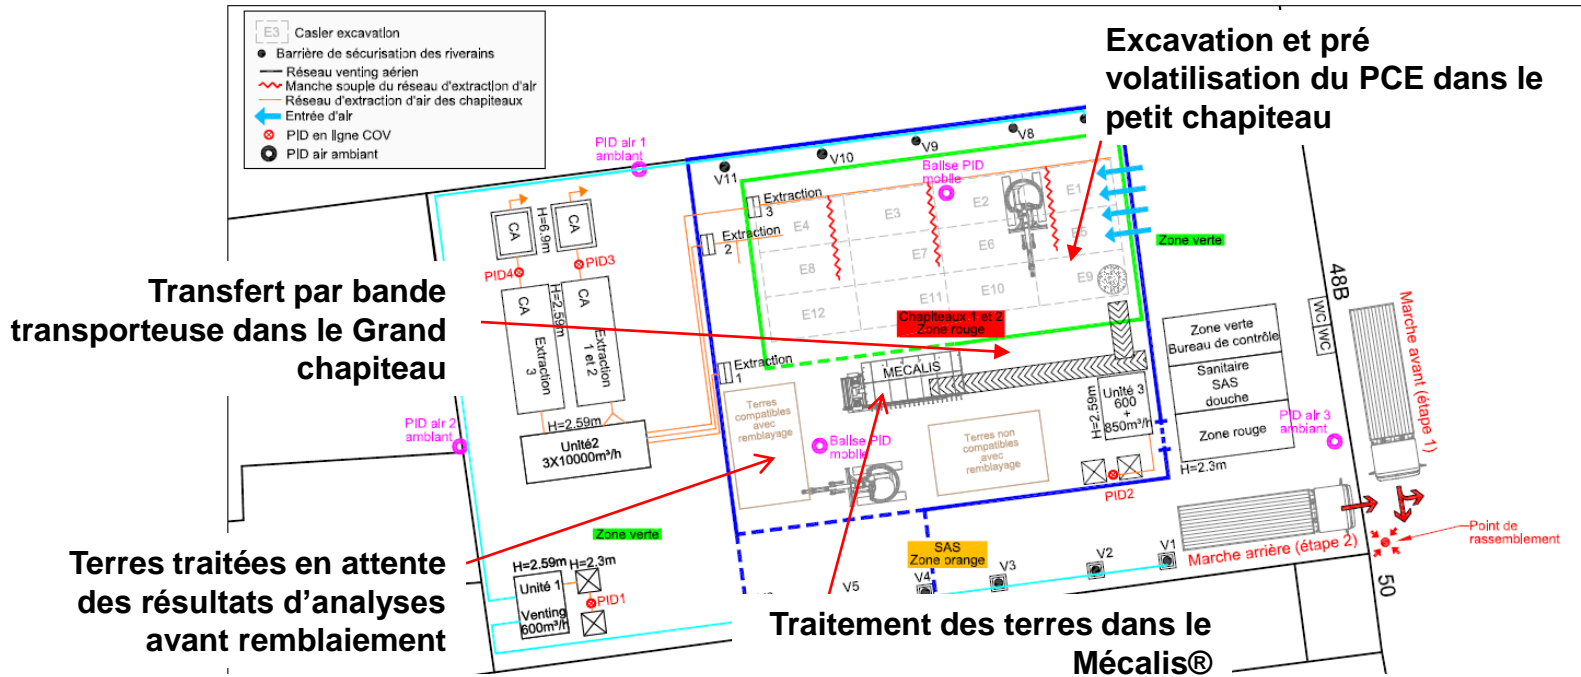 E3 Casier excavation
Barrière de sécurisation des riverains
Réseau venting aérien
Manche souple du réseau d'extraction d'air
Réseau d'extraction d'air des chapiteaux
Entrée d'air
PID en ligne COV
PID air ambiant
Excavation et pré
volatilisation du PCE dans le
petit chapiteau
PID air 1
ambiant
V11
V10
V9
V8
Balise PID
mobile
Extraction
3
Extraction
2
E4
E3
E2
E1
E8
E7
E6
E5
E12
E11
E10
E9
Zone verte
CA
H=6.9m
CA
PID4
PID3
CA
H=2.59m
CA
Extraction
3
Extraction
1 et 2
H=2.59m
Unité2
3X10000m³/h
Transfert par bande
transporteuse dans le Grand
chapiteau
Chapiteaux 1 et 2
Zone rouge
Extraction
1
MECALIS
Terres
compatibles
avec
remblayage
Balise PID
mobile
Terres non
compatibles
avec
remblayage
H=2.59m
Unité 3
600
+
850m³/h
PID2
Zone verte
Bureau de contrôle
Sanitaire
SAS
douche
Zone rouge
H=2.3m
WC
WC
48B
Marche avant (étape 1)
PID air 3
ambiant
PID air 2
ambiant
Marche arrière (étape 2)
Point de
rassemblement
50
Zone verte
SAS
Zone orange
V5
V4
V3
V2
V1
Terres traitées en attente
des résultats d'analyses
avant remblaiement
H=2.59m
H=2.3m
Unité 1
Venting
600m³/h
PID1
Traitement des terres dans le
Mécalis®